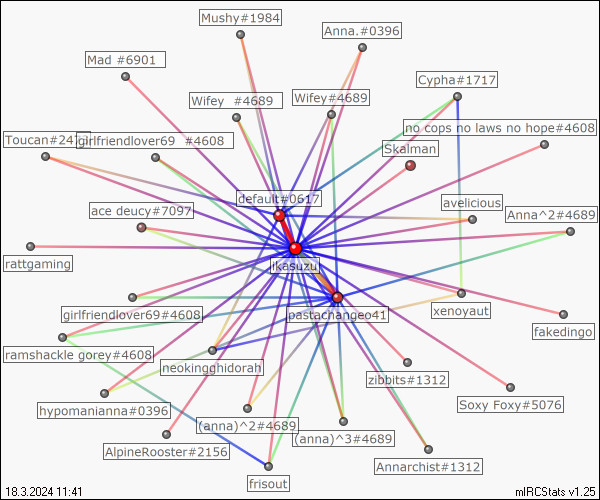 Mushy#1984
Anna.#0396
Mad #6901
Cypha#1717
Wifey #4689
Wifey#4689
no cops no laws no hope#4608
Toucan#247
girlfriendlover69 #4608
Skalman
default#0617
avelicious
ace deucy#7097
Anna^2#4689
rattgaming
ikasuzu
girlfriendlover69#4608
pastachangeo41
xenoyaut
fakedingo
ramshackle gorey#4608
neokingghidorah
zibbits#1312
hypomanianna#0396
(anna)^2#4689
Soxy Foxy#5076
(anna)^3#4689
AlpineRooster#2156
Annarchist#1312
frisout
18.3.2024 11:41
mIRCStats v1.25